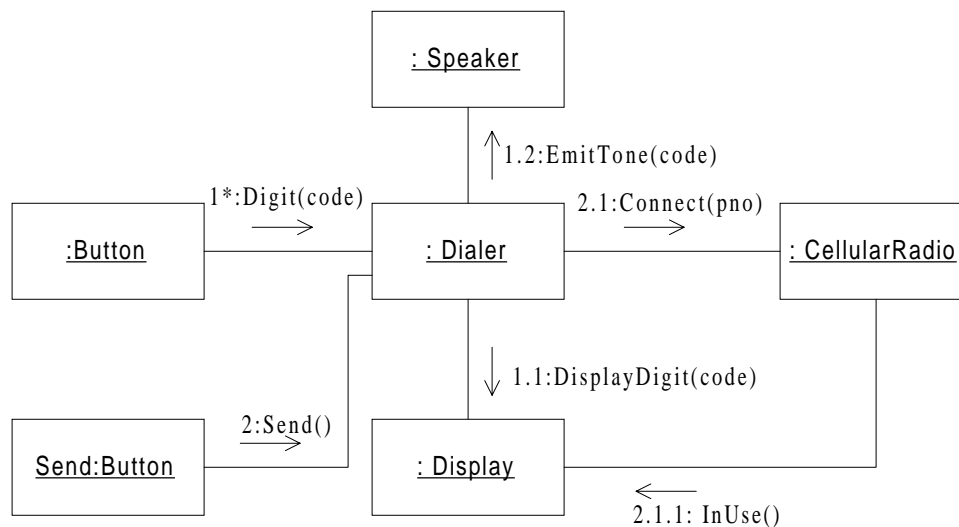 : Speaker
1.2:EmitTone(code)
1*:Digit(code)
2.1:Connect(pno)
:Button
: Dialer
: CellularRadio
1.1:DisplayDigit(code)
2:Send()
Send:Button
: Display
2.1.1: InUse()